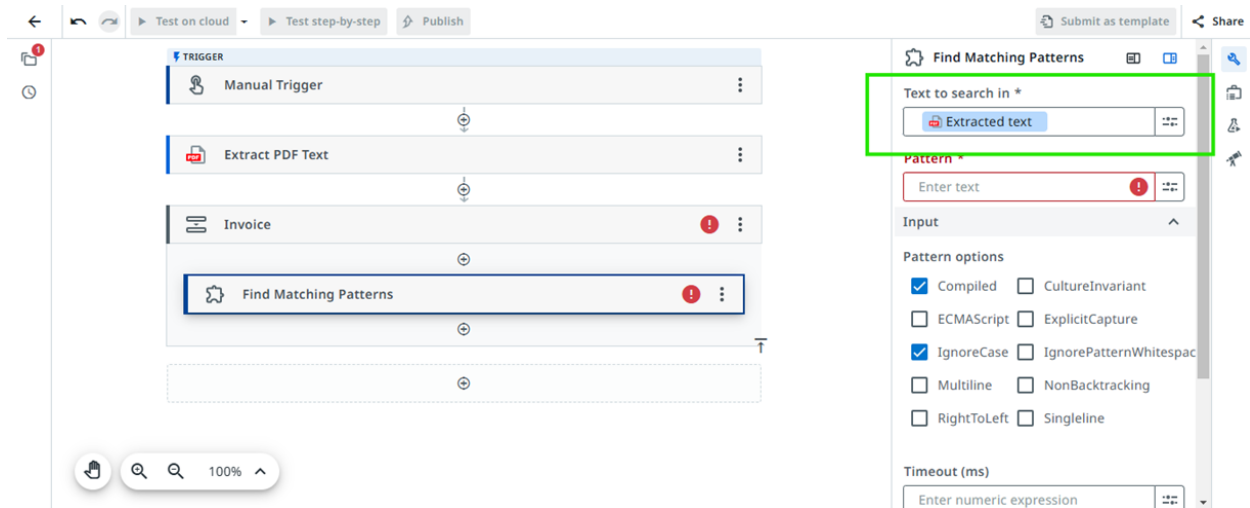 Test on cloud
Test step-by-step
Publish
Submit as template
Share
1
TRIGGER
Manual Trigger
Extract PDF Text
Invoice
Find Matching Patterns
100%
Find Matching Patterns
Text to search in *
PDF Extracted text
Pattern *
Enter text
Input
Pattern options
Compiled CultureInvariant
ECMAScript ExplicitCapture
IgnoreCase IgnorePatternWhitespac
Multiline NonBacktracking
RightToLeft Singleline
Timeout (ms)
Enter numeric expression